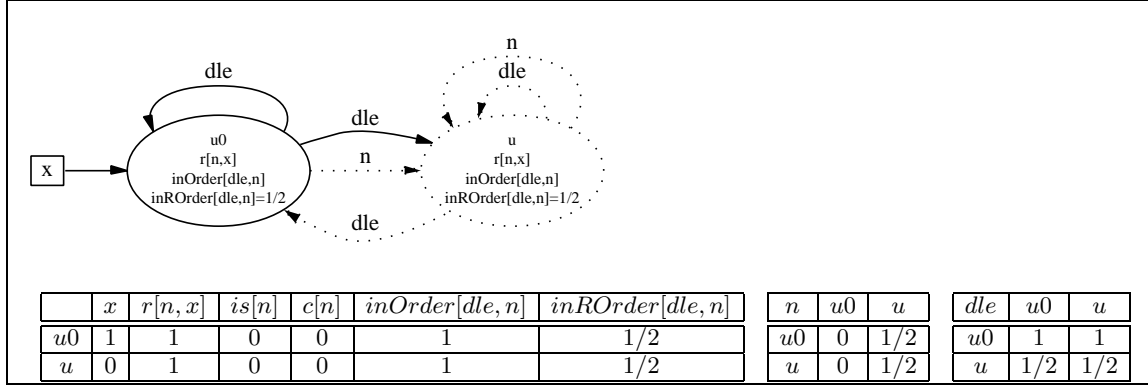 n
dle
dle
dle
n
dle
x
u0
r[n,x]
inOrder[dle,n]
inROrder[dle,n]=1/2
u
r[n,x]
inOrder[dle,n]
inROrder[dle,n]=1/2
x r[n, x] is[n] c[n] inOrder[dle, n] inROrder[dle, n]
u0 1 1 0 0 1 1/2
u 0 1 0 0 1 1/2
n u0 u
u0 0 1/2
u 0 1/2
dle u0 u
u0 1 1
u 1/2 1/2